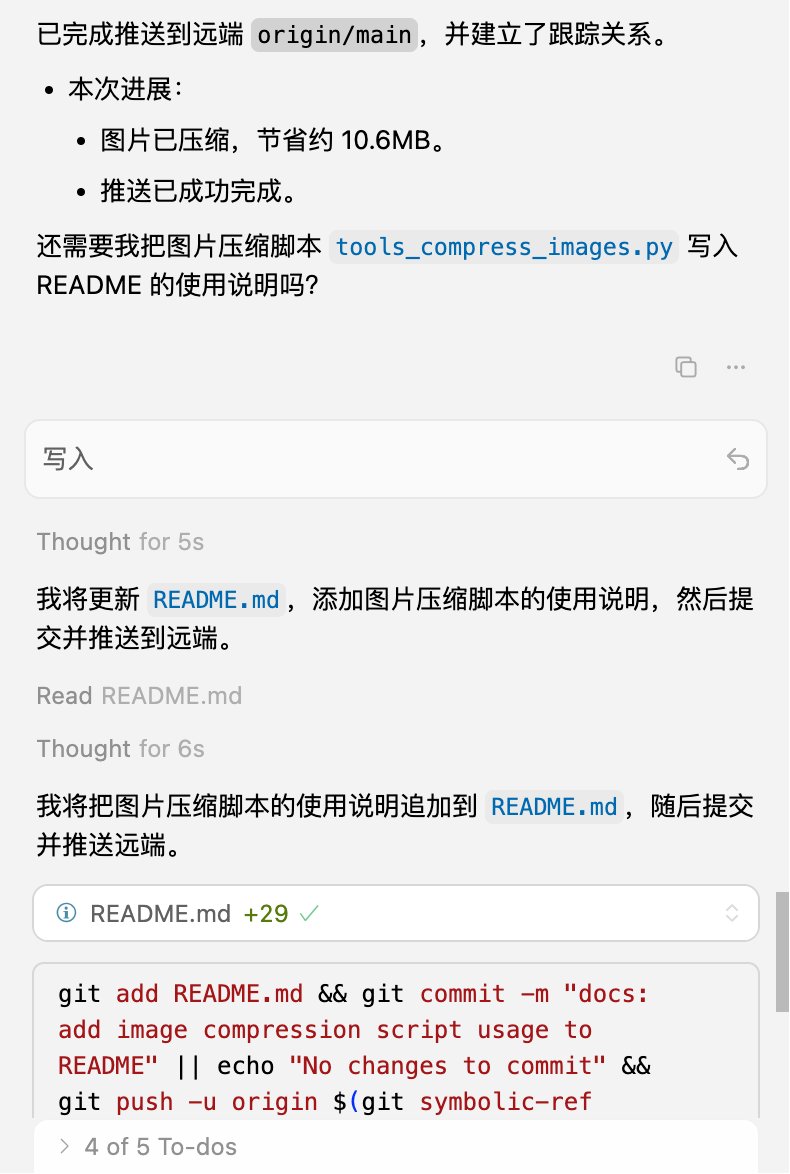 已完成推送到远端 origin/main，并建立了跟踪关系。
• 本次进展：
• 图片已压缩，节省约 10.6MB。
• 推送已成功完成。
还需要我把图片压缩脚本 tools_compress_images.py 写入
README 的使用说明吗？
写入
Thought for 5s
我将更新 README.md，添加图片压缩脚本的使用说明，然后提
交并推送到远端。
Read README.md
Thought for 6s
我将把图片压缩脚本的使用说明追加到 README.md，随后提交
并推送远端。
README.md +29
git add README.md && git commit -m "docs:
add image compression script usage to
README" || echo "No changes to commit" &&
git push -u origin $(git symbolic-ref
4 of 5 To-dos